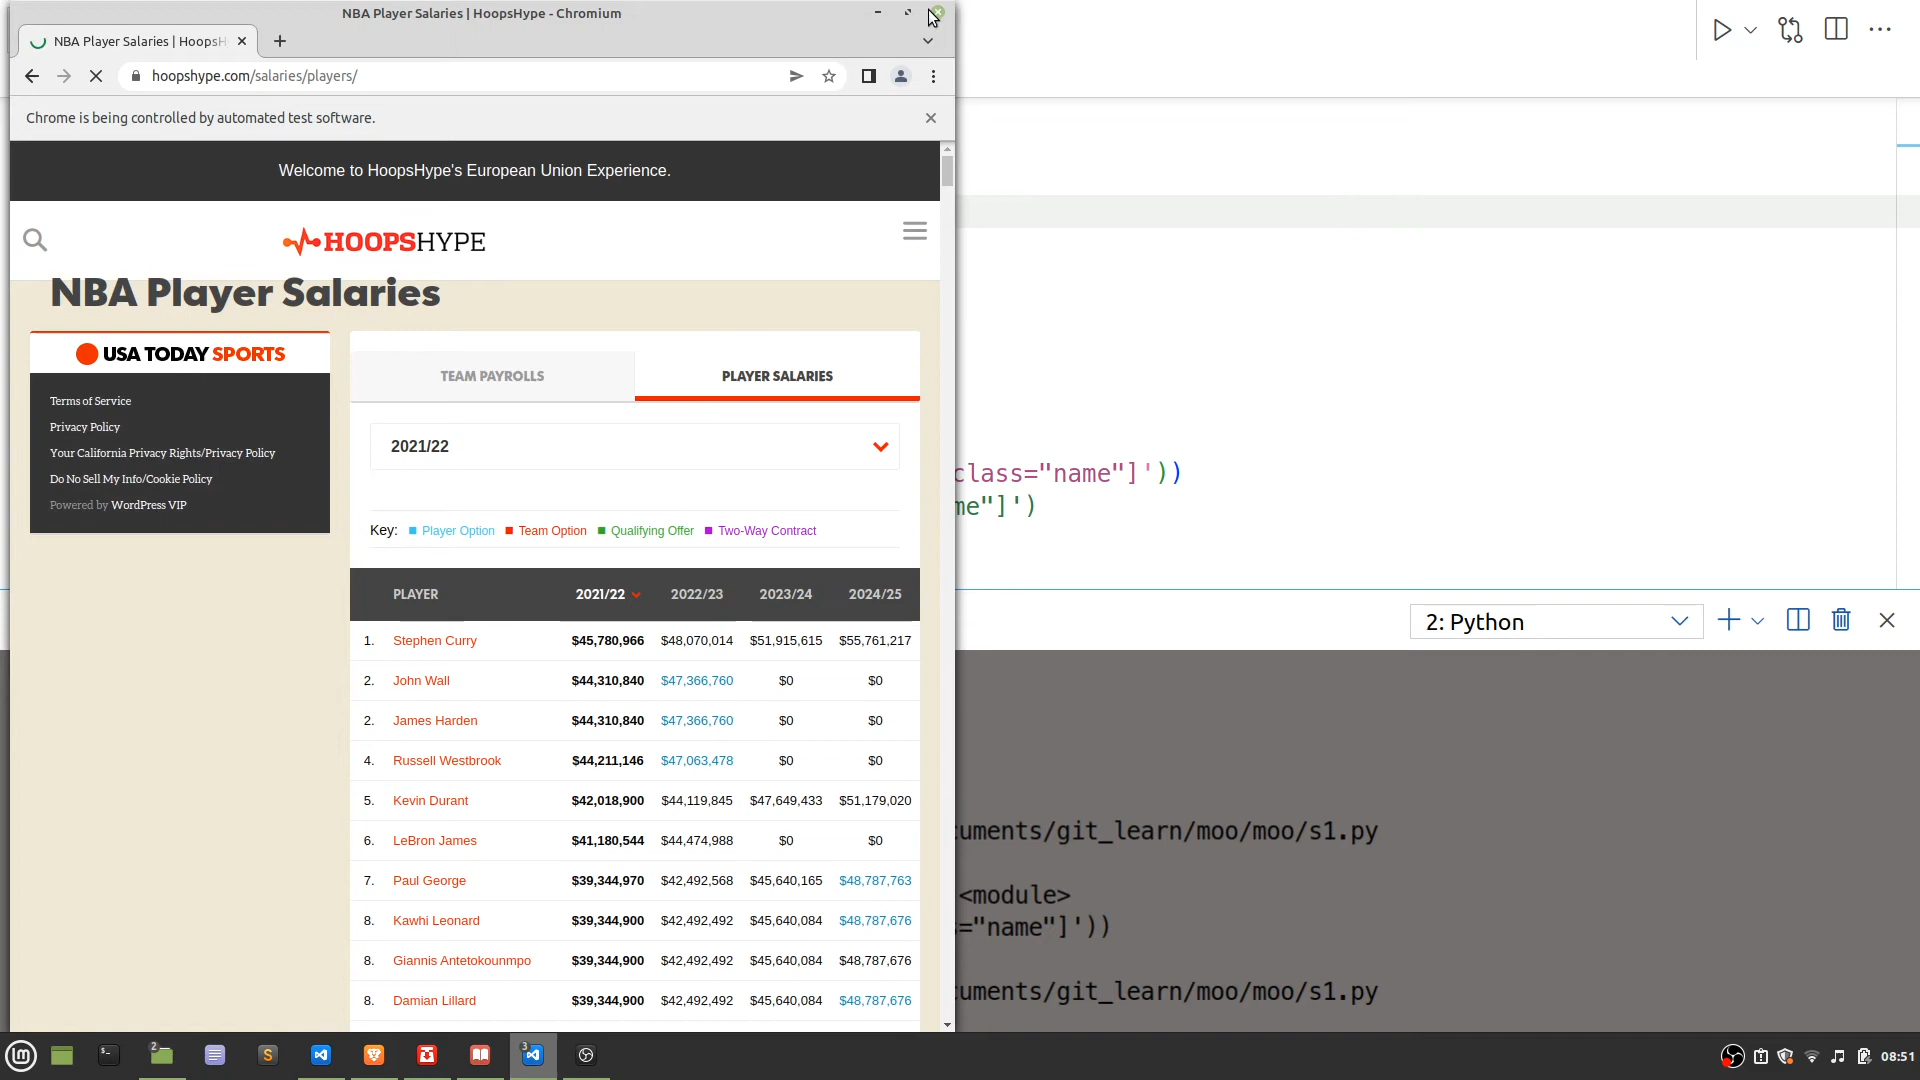 NBA Player Salaries | HoopsHype - Chromium
NBA Player Salaries | HoopsH
hoopshype.com/salaries/players/
Chrome is being controlled by automated test software.
Welcome to HoopsHype's European Union Experience.
HOOPSHYPE
NBA Player Salaries
USA TODAY SPORTS
Terms of Service
Privacy Policy
Your California Privacy Rights/Privacy Policy
Do No Sell My Info/Cookie Policy
Powered by WordPress VIP
TEAM PAYROLLS PLAYER SALARIES
2021/22
Key: Player Option Team Option Qualifying Offer Two-Way Contract
PLAYER 2021/22 2022/23 2023/24 2024/25
1. Stephen Curry $45,780,966 $48,070,014 $51,915,615 $55,761,217
2. John Wall $44,310,840 $47,366,760 $0 $0
2. James Harden $44,310,840 $47,366,760 $0 $0
4. Russell Westbrook $44,211,146 $47,063,478 $0 $0
5. Kevin Durant $42,018,900 $44,119,845 $47,649,433 $51,179,020
6. LeBron James $41,180,544 $44,474,988 $0 $0
7. Paul George $39,344,970 $42,492,568 $45,640,165 $48,787,763
8. Kawhi Leonard $39,344,900 $42,492,492 $45,640,084 $48,787,676
8. Giannis Antetokounmpo $39,344,900 $42,492,492 $45,640,084 $48,787,676
8. Damian Lillard $39,344,900 $42,492,492 $45,640,084 $48,787,676
class="name"]'))
me"]')
2: Python
cuments/git_learn/moo/moo/s1.py
<module>
s="name"]'))
cuments/git_learn/moo/moo/s1.py
2
3
08:51